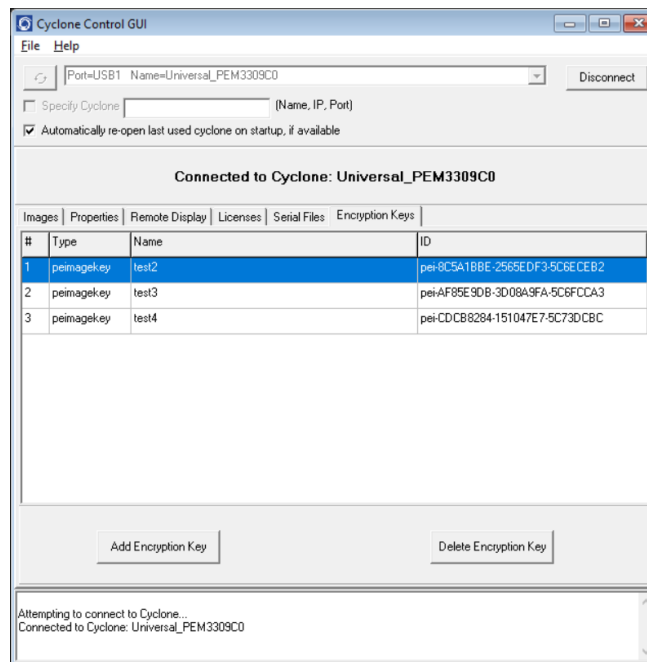 Cyclone Control GUI
File Help
Port=USB1 Name=Universal_PEM3309C0
Disconnect
Specify Cyclone (Name, IP, Port)
Automatically re-open last used cyclone on startup, if available
Connected to Cyclone: Universal_PEM3309C0
Images Properties Remote Display Licenses Serial Files Encryption Keys
# Type Name ID
1 peimagekey test2 pei-8C5A1BBE-2565EDF3-5C6ECEB2
2 peimagekey test3 pei-AF85E9DB-3D08A9FA-5C6FCCA3
3 peimagekey test4 pei-CDCB8284-151047E7-5C73DCBC
Add Encryption Key Delete Encryption Key
Attempting to connect to Cyclone...
Connected to Cyclone: Universal_PEM3309C0